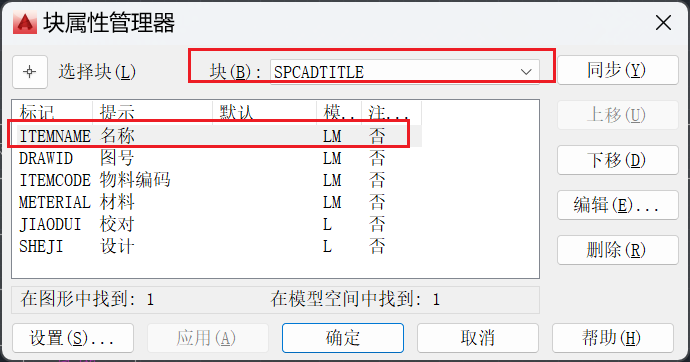 块属性管理器
选择块(L) 块(B): SPCADTITLE 同步(Y)
标记 提示 默认 模.. 注...
ITEMNAME 名称 LM 否
DRAWID 图号 LM 否
ITEMCODE 物料编码 LM 否
METERIAL 材料 LM 否
JIAODUI 校对 L 否
SHEJI 设计 L 否
上移(U)
下移(D)
编辑(E)...
删除(R)
在图形中找到: 1 在模型空间中找到: 1
设置(S)... 应用(A) 确定 取消 帮助(H)